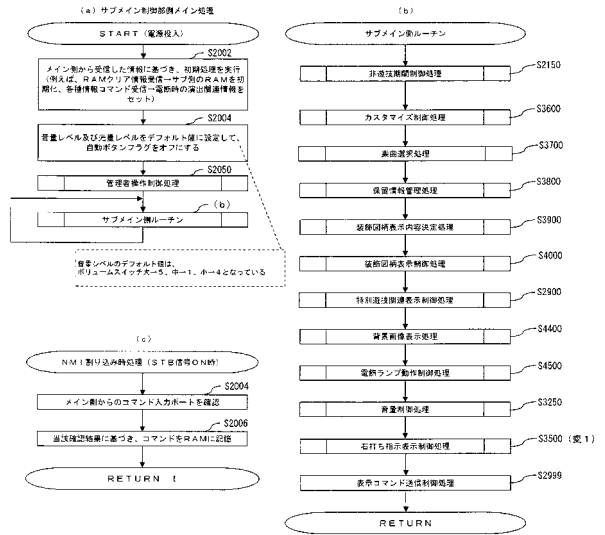 (a) サブメイン制御部側メイン処理
START (電源投入)
S2002
メイン側から受信した情報に基づき、初期処理を実行
(例えば、RAMクリア情報受信→サブ側のRAMを初
期化、各種情報コマンド受信→電断時の演出関連情報を
セット)
S2004
音量レベル及び光量レベルをデフォルト値に設定して、
自動ボタンフラグをオフにする
S2050
管理者操作制御処理
(b)
サブメイン側ルーチン
音量レベルのデフォルト値は、
ボリュームスイッチ大→5、中→1、小→4となっている
(c)
NMI割り込み時処理 (STB信号ON時)
S2004
メイン側からのコマンド入力ポートを確認
S2006
当該確認結果に基づき、コマンドをRAMに記憶
RETURN I
(b)
サブメイン側ルーチン
S2150
非遊技期間制御処理
S3600
カスタマイズ制御処理
S3700
楽曲選択処理
S3800
保留情報管理処理
S3900
装飾図柄表示内容決定処理
S4000
装飾図柄表示制御処理
S2900
特別遊技関連表示制御処理
S4400
背景画像表示処理
S4500
電飾ランプ動作制御処理
S3250
音量制御処理
S3500 (変1)
右打ち指示表示制御処理
S2999
表示コマンド送信制御処理
RETURN